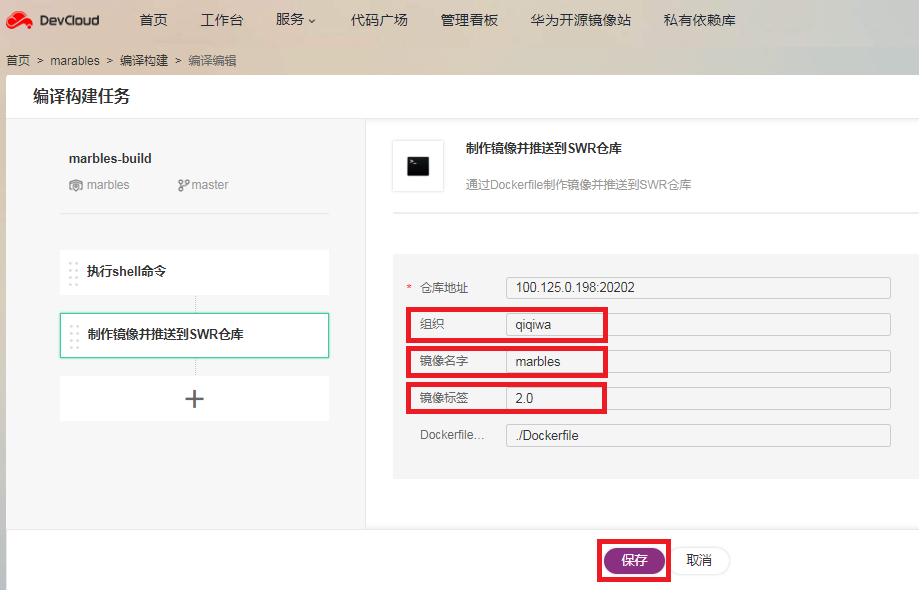 DevCloud 首页 工作台 服务 代码广场 管理看板 华为开源镜像站 私有依赖库
首页 > marables > 编译构建 > 编译编辑
编译构建任务
marbles-build
marbles master
执行shell命令
制作镜像并推送到SWR仓库
+
制作镜像并推送到SWR仓库
通过Dockerfile制作镜像并推送到SWR仓库
* 仓库地址 100.125.0.198:20202
组织 qiqiwa
镜像名字 marbles
镜像标签 2.0
Dockerfile... ./Dockerfile
保存 取消